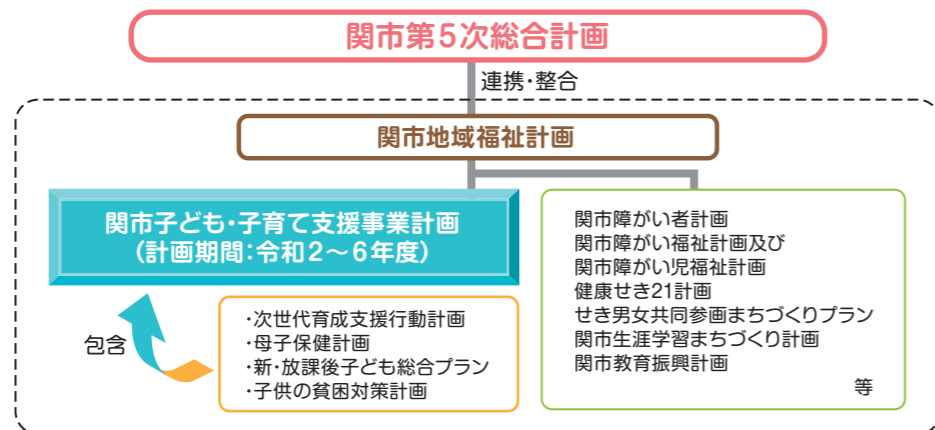 関市第5次総合計画
連携・整合
関市地域福祉計画
関市子ども・子育て支援事業計画
(計画期間:令和2～6年度)
包含
・次世代育成支援行動計画
・母子保健計画
・新・放課後子ども総合プラン
・子供の貧困対策計画
関市障がい者計画
関市障がい福祉計画及び
関市障がい児福祉計画
健康せき21計画
せき男女共同参画まちづくりプラン
関市生涯学習まちづくり計画
関市教育振興計画
等